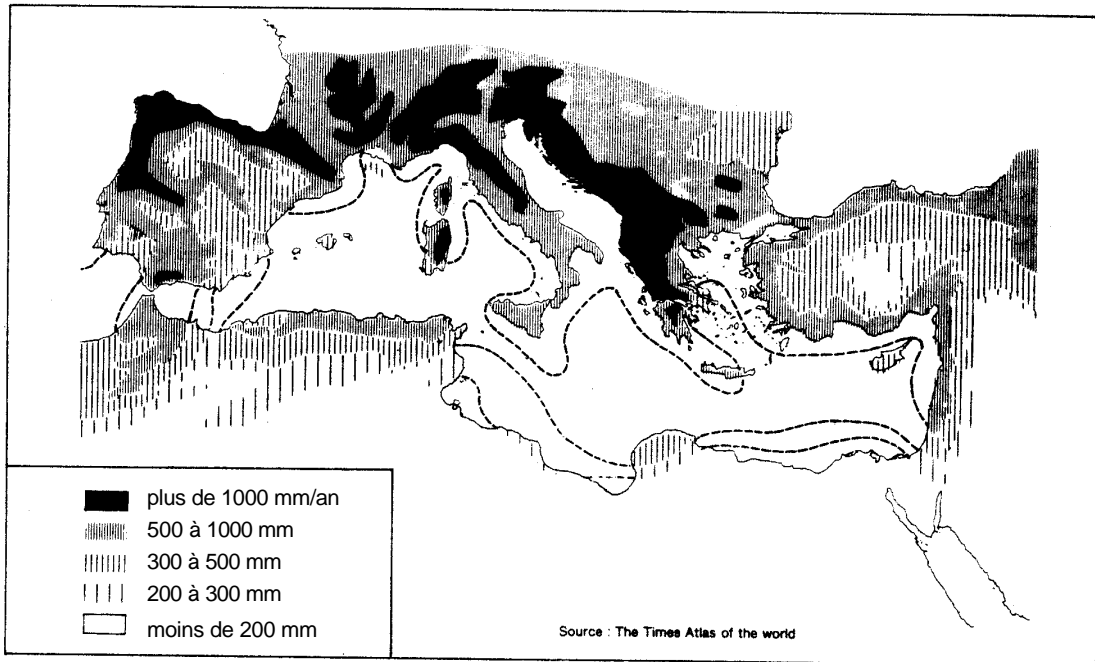 plus de 1000 mm/an
500 à 1000 mm
300 à 500 mm
200 à 300 mm
moins de 200 mm
Source : The Times Atlas of the world